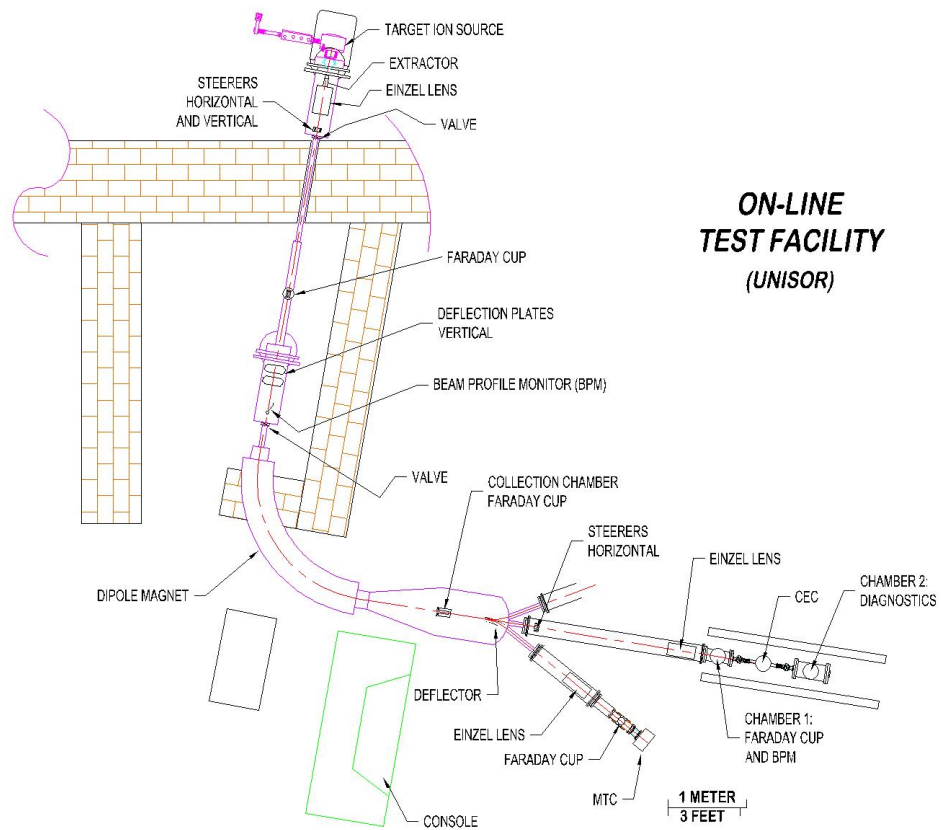 TARGET ION SOURCE
EXTRACTOR
STEERERS
HORIZONTAL
AND VERTICAL
EINZEL LENS
VALVE
ON-LINE
TEST FACILITY
(UNISOR)
FARADAY CUP
DEFLECTION PLATES
VERTICAL
BEAM PROFILE MONITOR (BPM)
VALVE
COLLECTION CHAMBER
FARADAY CUP
STEERERS
HORIZONTAL
EINZEL LENS
CEC
CHAMBER 2:
DIAGNOSTICS
DIPOLE MAGNET
DEFLECTOR
EINZEL LENS
FARADAY CUP
MTC
CHAMBER 1:
FARADAY CUP
AND BPM
1 METER
3 FEET
CONSOLE